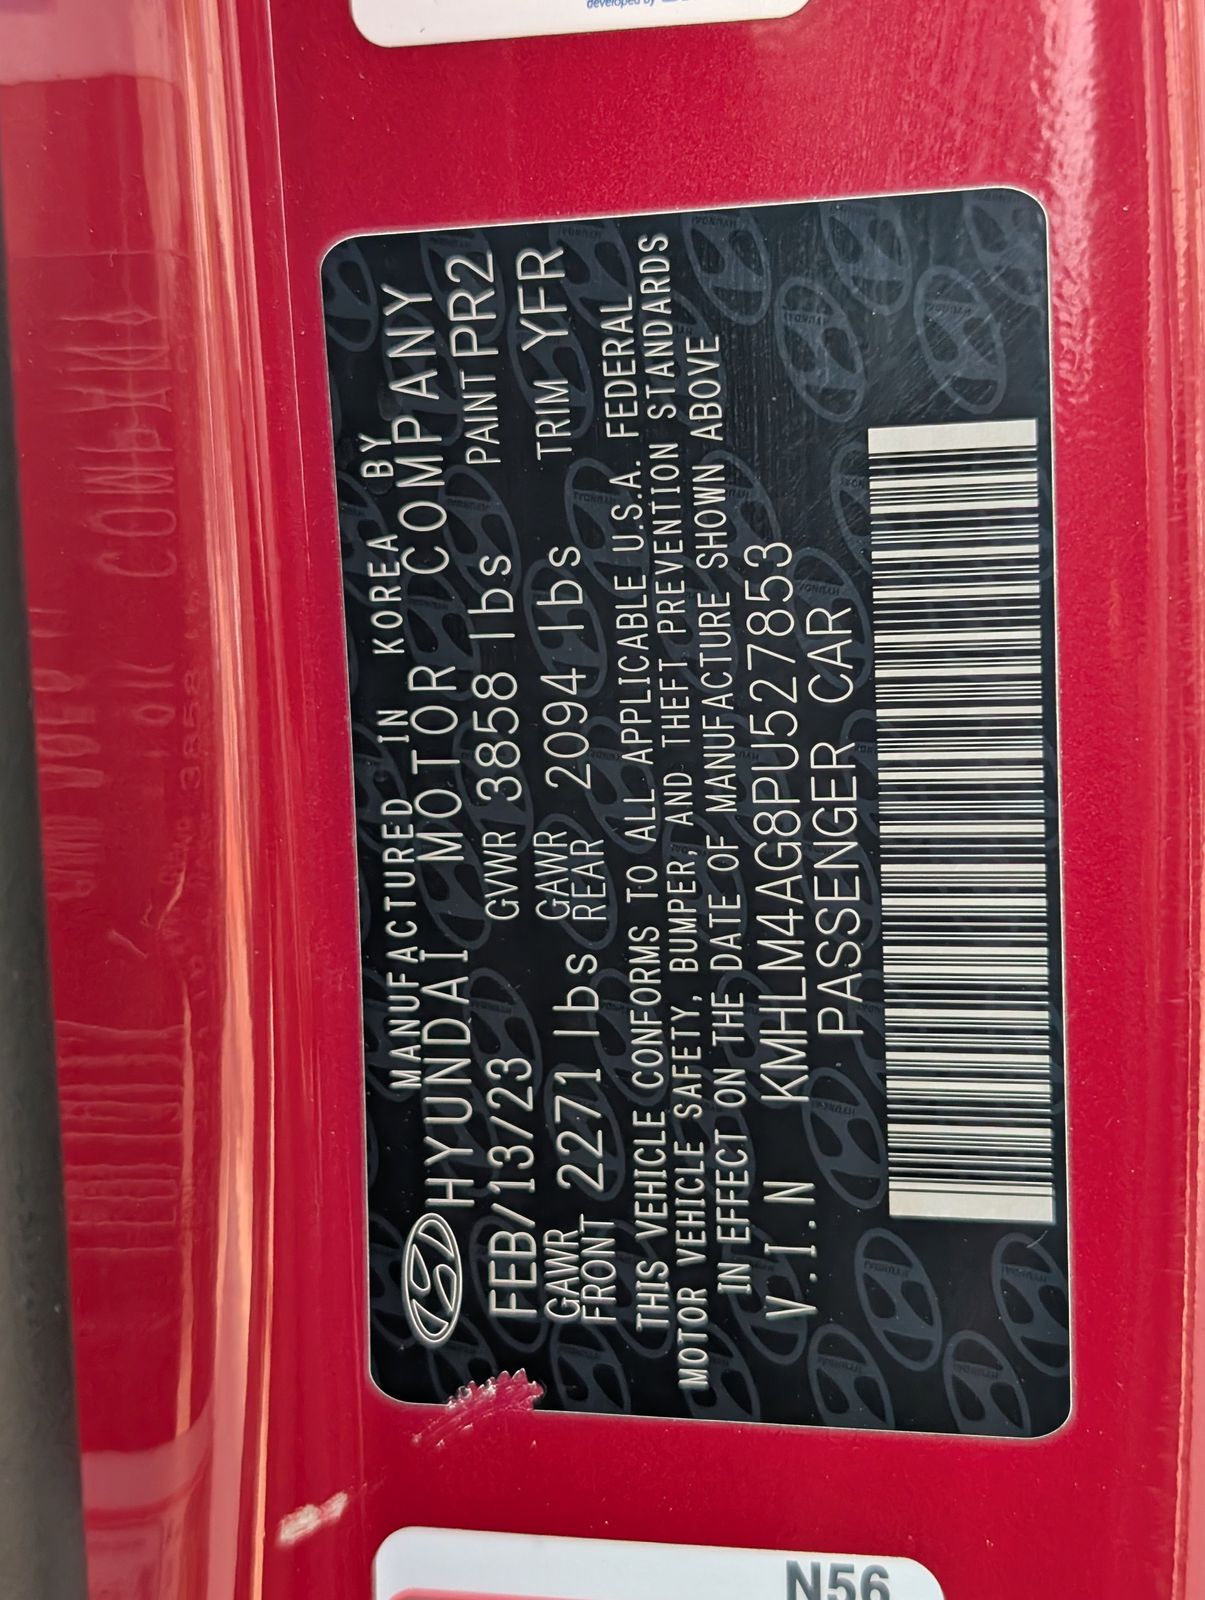 developed by
MANUFACTURED IN KOREA BY
HYUNDAI MOTOR COMPANY
FEB/13/23 GVWR 3858 lbs PAINT PR2
GAWR FRONT 2271 lbs GAWR REAR 2094 lbs TRIM YFR
THIS VEHICLE CONFORMS TO ALL APPLICABLE U.S.A. FEDERAL
MOTOR VEHICLE SAFETY, BUMPER, AND THEFT PREVENTION STANDARDS
IN EFFECT ON THE DATE OF MANUFACTURE SHOWN ABOVE
V.I.N KMHLM4AG8PU527853
PASSENGER CAR
N56